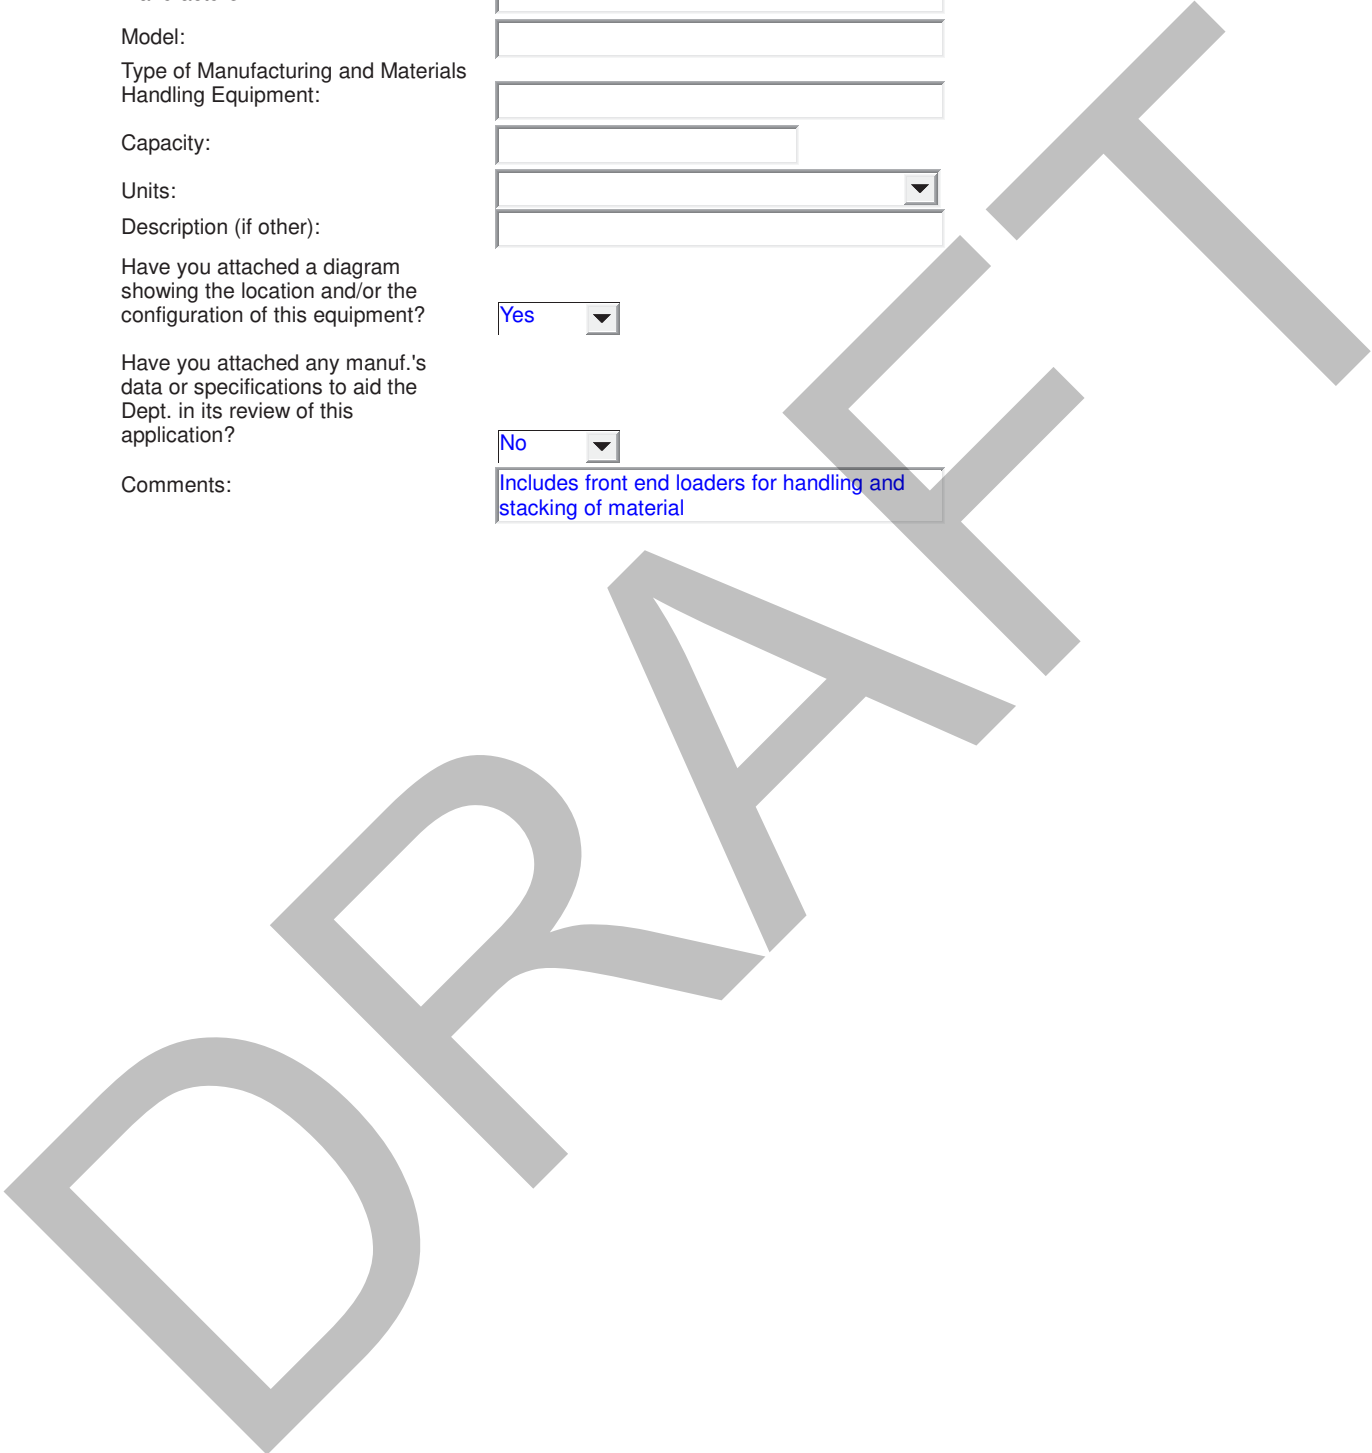 Model:
Type of Manufacturing and Materials
Handling Equipment:
Capacity:
Units:
Description (if other):
Have you attached a diagram
showing the location and/or the
configuration of this equipment?
Yes
Have you attached any manuf.'s
data or specifications to aid the
Dept. in its review of this
application?
No
Comments:
Includes front end loaders for handling and
stacking of material
DRAFT